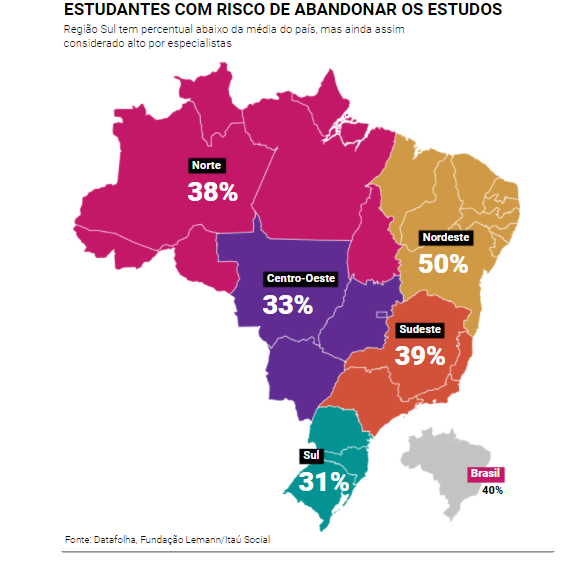 ESTUDANTES COM RISCO DE ABANDONAR OS ESTUDOS
Região Sul tem percentual abaixo da média do país, mas ainda assim
considerado alto por especialistas
Norte
38%
Nordeste
50%
Centro-Oeste
33%
Sudeste
39%
Sul
31%
Brasil
40%
Fonte: Datafolha, Fundação Lemann/Itaú Social